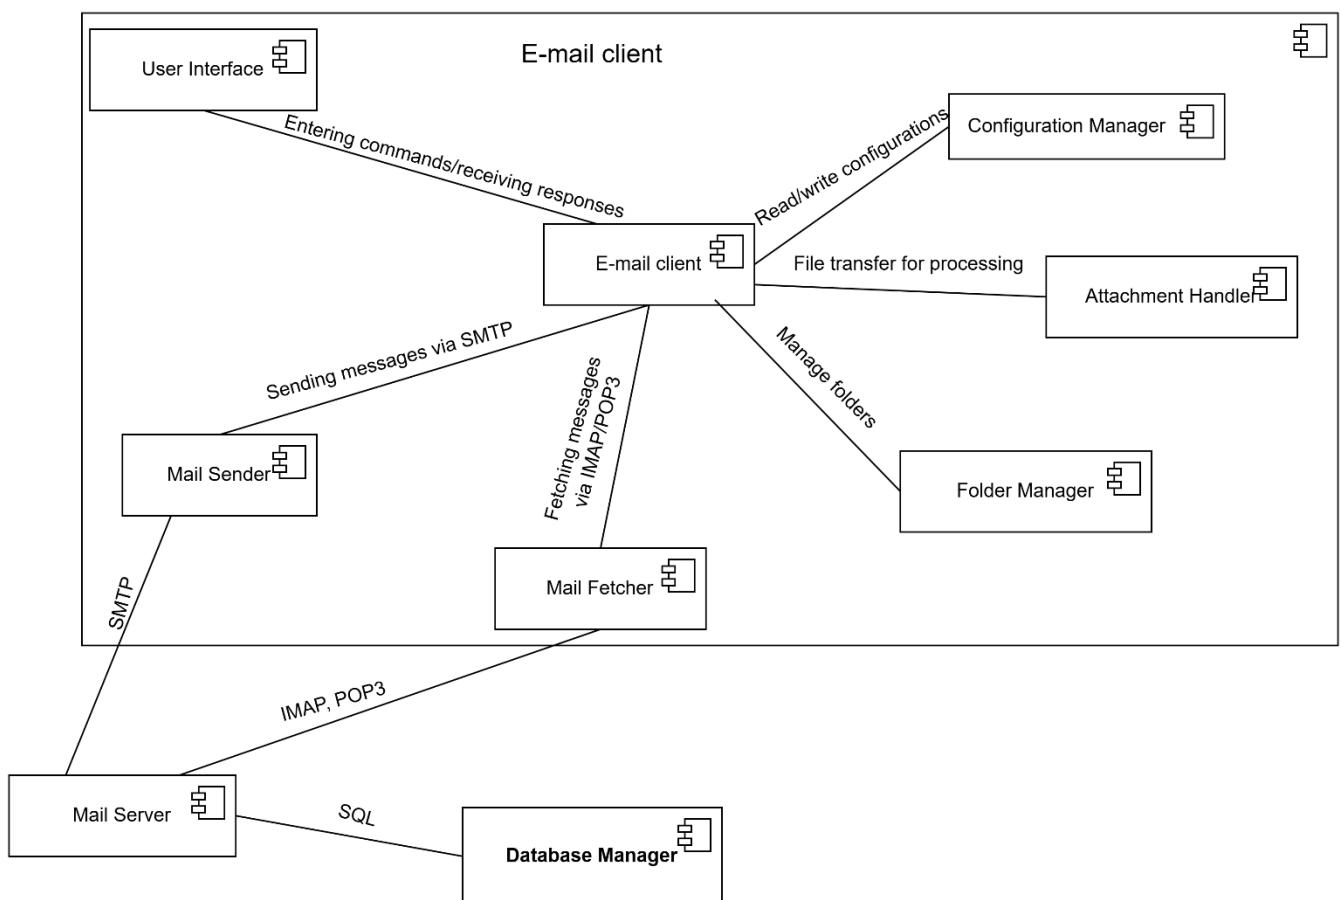 E-mail client
User Interface
Entering commands/receiving responses
Configuration Manager
Read/write configurations
E-mail client
File transfer for processing
Attachment Handler
Sending messages via SMTP
Fetching messages
via IMAP/POP3
Manage folders
Mail Sender
Folder Manager
Mail Fetcher
SMTP
IMAP, POP3
Mail Server
SQL
Database Manager